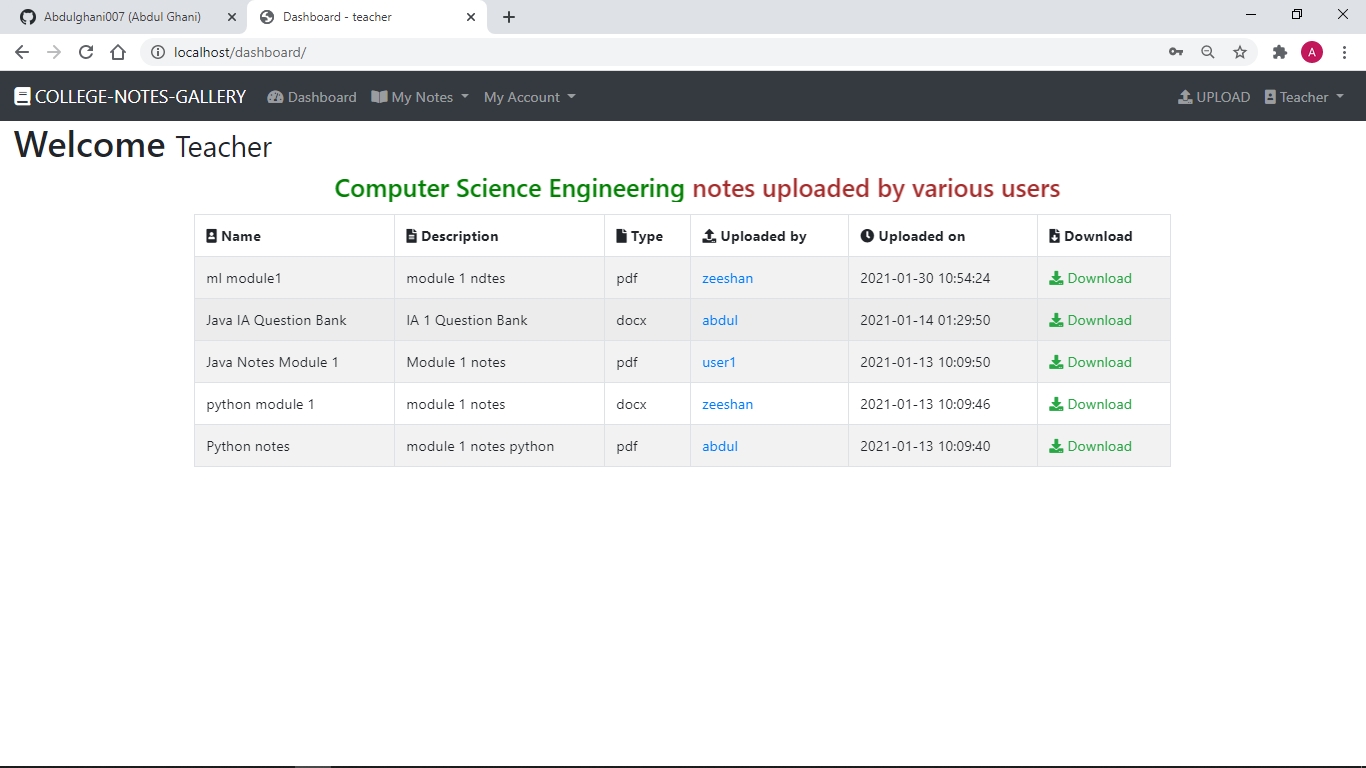 Abdulghani007 (Abdul Ghani)
Dashboard - teacher
localhost/dashboard/
A
COLLEGE-NOTES-GALLERY Dashboard My Notes My Account UPLOAD Teacher
Welcome Teacher
Computer Science Engineering notes uploaded by various users
Name Description Type Uploaded by Uploaded on Download
ml module1 module 1 ndtes pdf zeeshan 2021-01-30 10:54:24 Download
Java IA Question Bank IA 1 Question Bank docx abdul 2021-01-14 01:29:50 Download
Java Notes Module 1 Module 1 notes pdf user1 2021-01-13 10:09:50 Download
python module 1 module 1 notes docx zeeshan 2021-01-13 10:09:46 Download
Python notes module 1 notes python pdf abdul 2021-01-13 10:09:40 Download